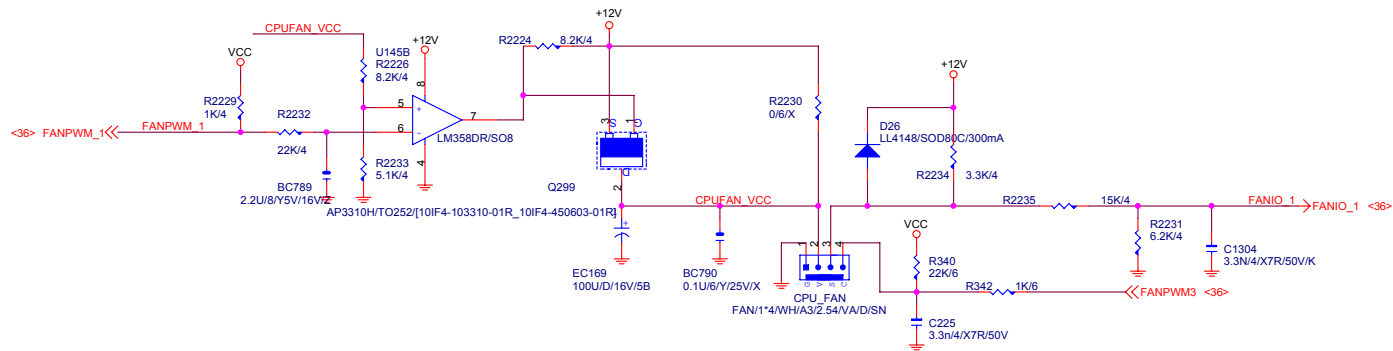 +12V
CPUFAN_VCC
VCC
U145B
+12V
R2224
8.2K/4
R2226
8.2K/4
+12V
8
R2229
1K/4
R2232
5
+
7
R2230
0/6/X
3
S
G
1
<36> FANPWM_1
FANPWM_1
6
-
LM358DR/SO8
D26
LL4148/SOD80C/300mA
22K/4
4
R2233
5.1K/4
D
R2234
3.3K/4
BC789
2.2U/8/Y5V/16V/Z
Q299
2
AP3310H/TO252/[10IF4-103310-01R_10IF4-450603-01R]
CPUFAN_VCC
R2235
15K/4
FANIO_1
FANIO_1 <36>
+
VCC
R2231
6.2K/4
C1304
3.3N/4/X7R/50V/K
1
2
3
4
G
V
S
C
R340
22K/6
EC169
100U/D/16V/5B
BC790
0.1U/6/Y/25V/X
CPU_FAN
FAN/1*4/WH/A3/2.54/VA/D/SN
R342
1K/6
FANPWM3 <36>
C225
3.3n/4/X7R/50V